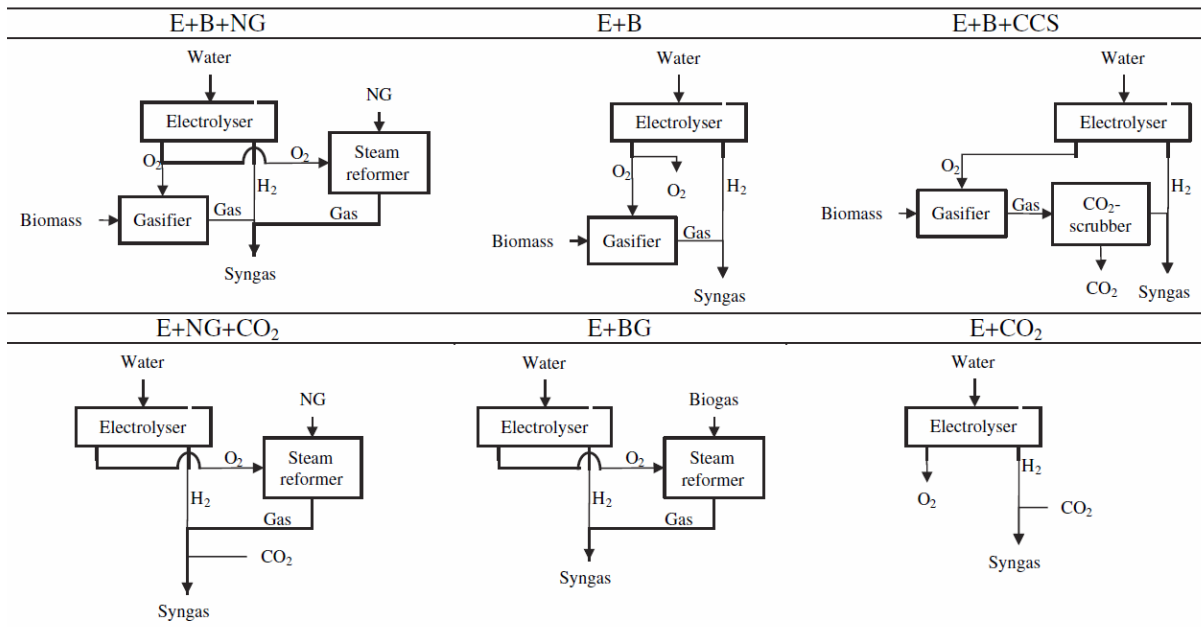 E+B+NG
Water
NG
Electrolyser
Steam
reformer
O2
O2
H2
Biomass
Gasifier
Gas
Gas
Syngas
E+B
Water
Electrolyser
O2
O2
H2
Biomass
Gasifier
Gas
Syngas
E+B+CCS
Water
Electrolyser
O2
H2
Biomass
Gasifier
Gas
CO2-
scrubber
CO2
Syngas
E+NG+CO2
Water
NG
Electrolyser
O2
Steam
reformer
H2
Gas
CO2
Syngas
E+BG
Water
Biogas
Electrolyser
O2
Steam
reformer
H2
Gas
Syngas
E+CO2
Water
Electrolyser
H2
O2
CO2
Syngas